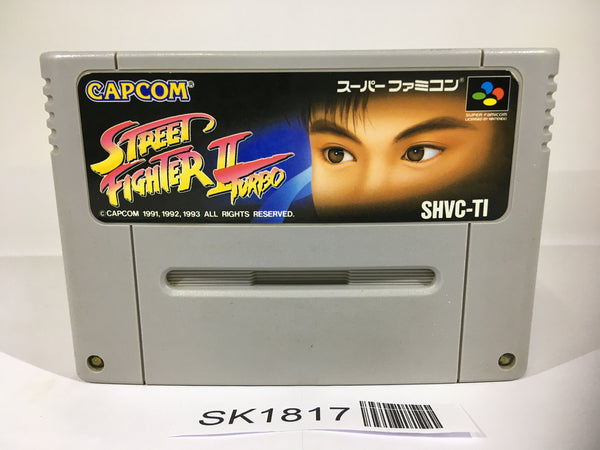 CAPCOM®
スーパーファミコン®
SUPER FAMICOM
LICENSED BY NINTENDO
STREET
FIGHTER II
TURBO
© CAPCOM 1991, 1992, 1993 ALL RIGHTS RESERVED.
SHVC-TI
SK1817